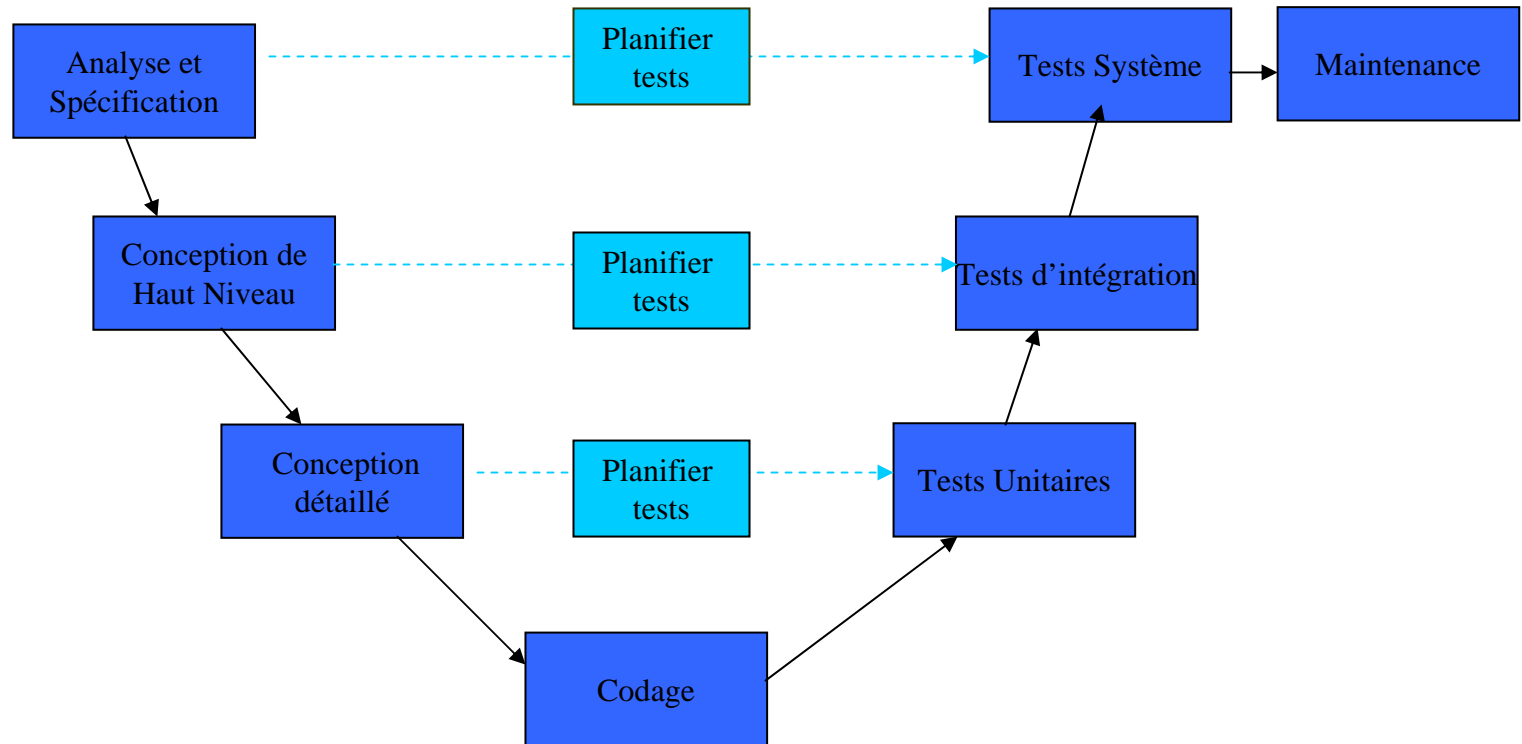 Analyse et
Spécification
Planifier
tests
Tests Système
Maintenance
Conception de
Haut Niveau
Planifier
tests
Tests d’intégration
Conception
détaillé
Planifier
tests
Tests Unitaires
Codage